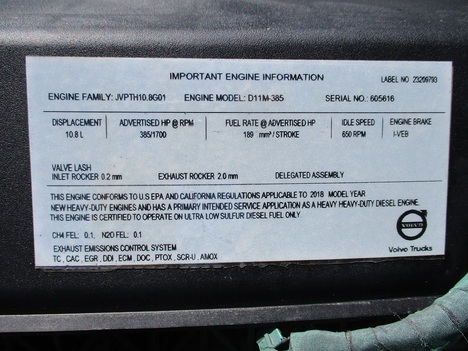 IMPORTANT ENGINE INFORMATION
LABEL NO 23299793
ENGINE FAMILY: JVPTH10.8G01 ENGINE MODEL: D11M-385 SERIAL NO.: 605616
DISPLACEMENT ADVERTISED HP @ RPM FUEL RATE @ ADVERTISED HP IDLE SPEED ENGINE BRAKE
10.8 L 385/1700 189 mm³/STROKE 650 RPM I-VEB
VALVE LASH
INLET ROCKER 0.2 mm EXHAUST ROCKER 2.0 mm DELEGATED ASSEMBLY
THIS ENGINE CONFORMS TO U.S EPA AND CALIFORNIA REGULATIONS APPLICABLE TO 2018 MODEL YEAR
NEW HEAVY-DUTY ENGINES AND HAS A PRIMARY INTENDED SERVICE APPLICATION AS A HEAVY HEAVY-DUTY DIESEL ENGINE.
THIS ENGINE IS CERTIFIED TO OPERATE ON ULTRA LOW SULFUR DIESEL FUEL ONLY
CH4 FEL: 0.1. N2O FEL: 0.1
EXHAUST EMISSIONS CONTROL SYSTEM
TC , CAC , EGR , DDI , ECM , DOC , PTOX , SCR-U , AMOX
VOLVO
Volvo Trucks